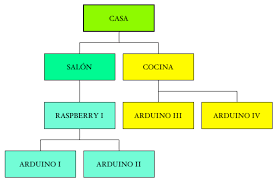 CASA
SALÓN
COCINA
RASPBERRY I
ARDUINO III
ARDUINO IV
ARDUINO I
ARDUINO II